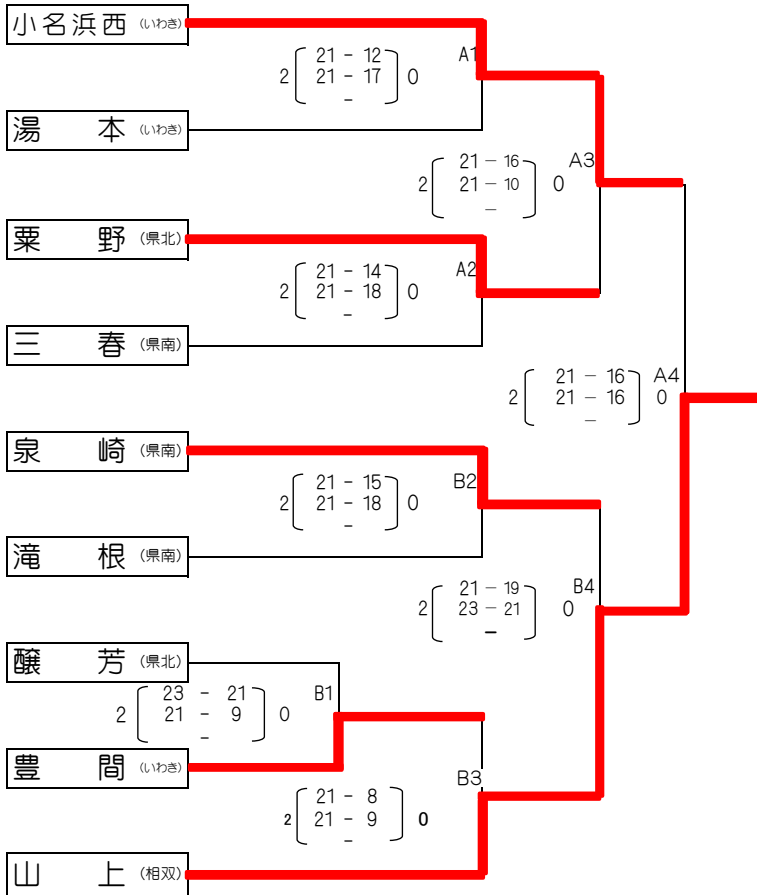 小名浜西 (いわき)
21 - 12 A1
2 21 - 17 0
-
湯 本 (いわき)
21 - 16 A3
2 21 - 10 0
-
粟 野 (県北)
21 - 14 A2
2 21 - 18 0
-
三 春 (県南)
21 - 16 A4
2 21 - 16 0
-
泉 崎 (県南)
21 - 15 B2
2 21 - 18 0
-
滝 根 (県南)
21 - 19 B4
2 23 - 21 0
-
醸 芳 (県北)
23 - 21 B1
2 21 - 9 0
-
豊 間 (いわき)
B3
21 - 8
2 21 - 9 0
-
山 上 (相双)